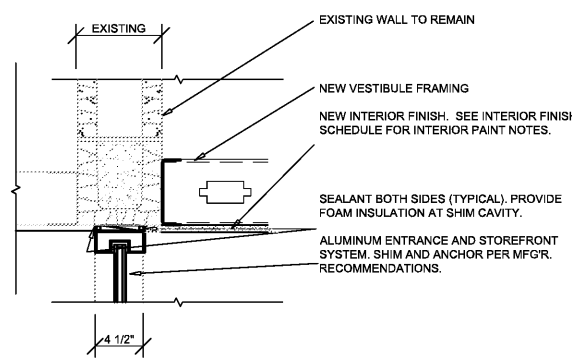 EXISTING
EXISTING WALL TO REMAIN
NEW VESTIBULE FRAMING
NEW INTERIOR FINISH. SEE INTERIOR FINISH
SCHEDULE FOR INTERIOR PAINT NOTES.
SEALANT BOTH SIDES (TYPICAL). PROVIDE
FOAM INSULATION AT SHIM CAVITY.
ALUMINUM ENTRANCE AND STOREFRONT
SYSTEM. SHIM AND ANCHOR PER MFG'R.
RECOMMENDATIONS.
4 1/2"